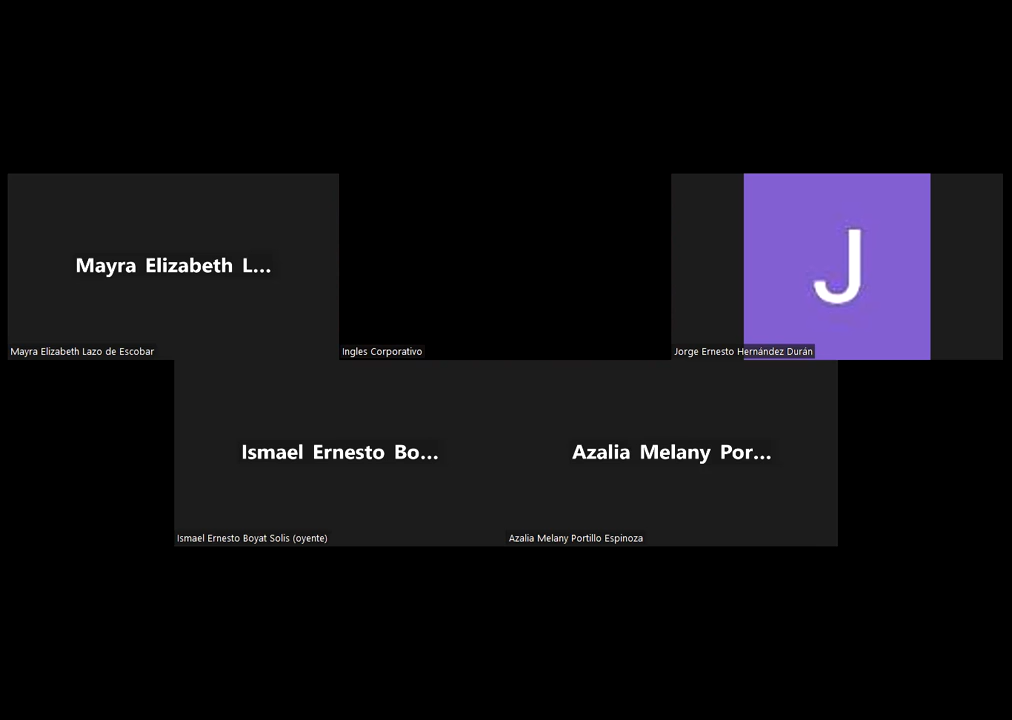 Mayra Elizabeth L...
Mayra Elizabeth Lazo de Escobar
Ingles Corporativo
J
Jorge Ernesto Hernández Durán
Ismael Ernesto Bo...
Azalia Melany Por...
Ismael Ernesto Boyat Solis (oyente)
Azalia Melany Portillo Espinoza